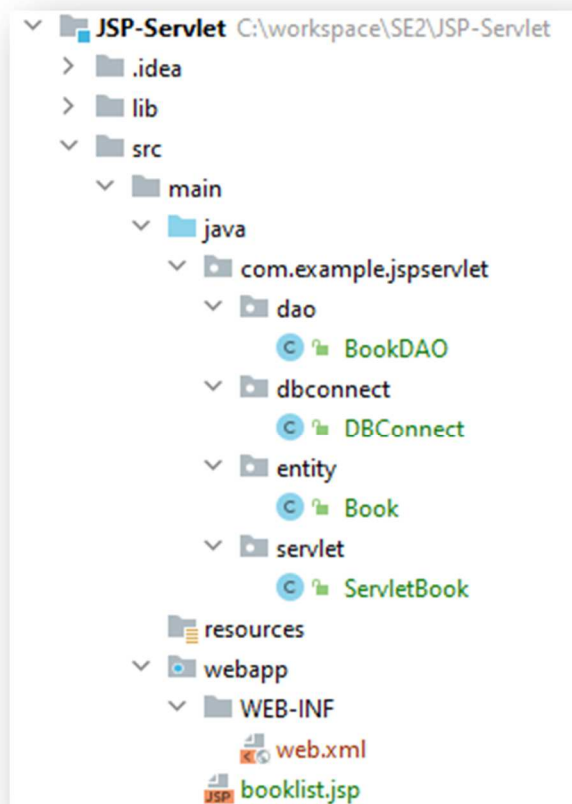 JSP-Servlet C:\workspace\SE2\JSP-Servlet
.idea
lib
src
main
java
com.example.jspservlet
dao
C BookDAO
dbconnect
C DBConnect
entity
C Book
servlet
C ServletBook
resources
webapp
WEB-INF
web.xml
JSP booklist.jsp